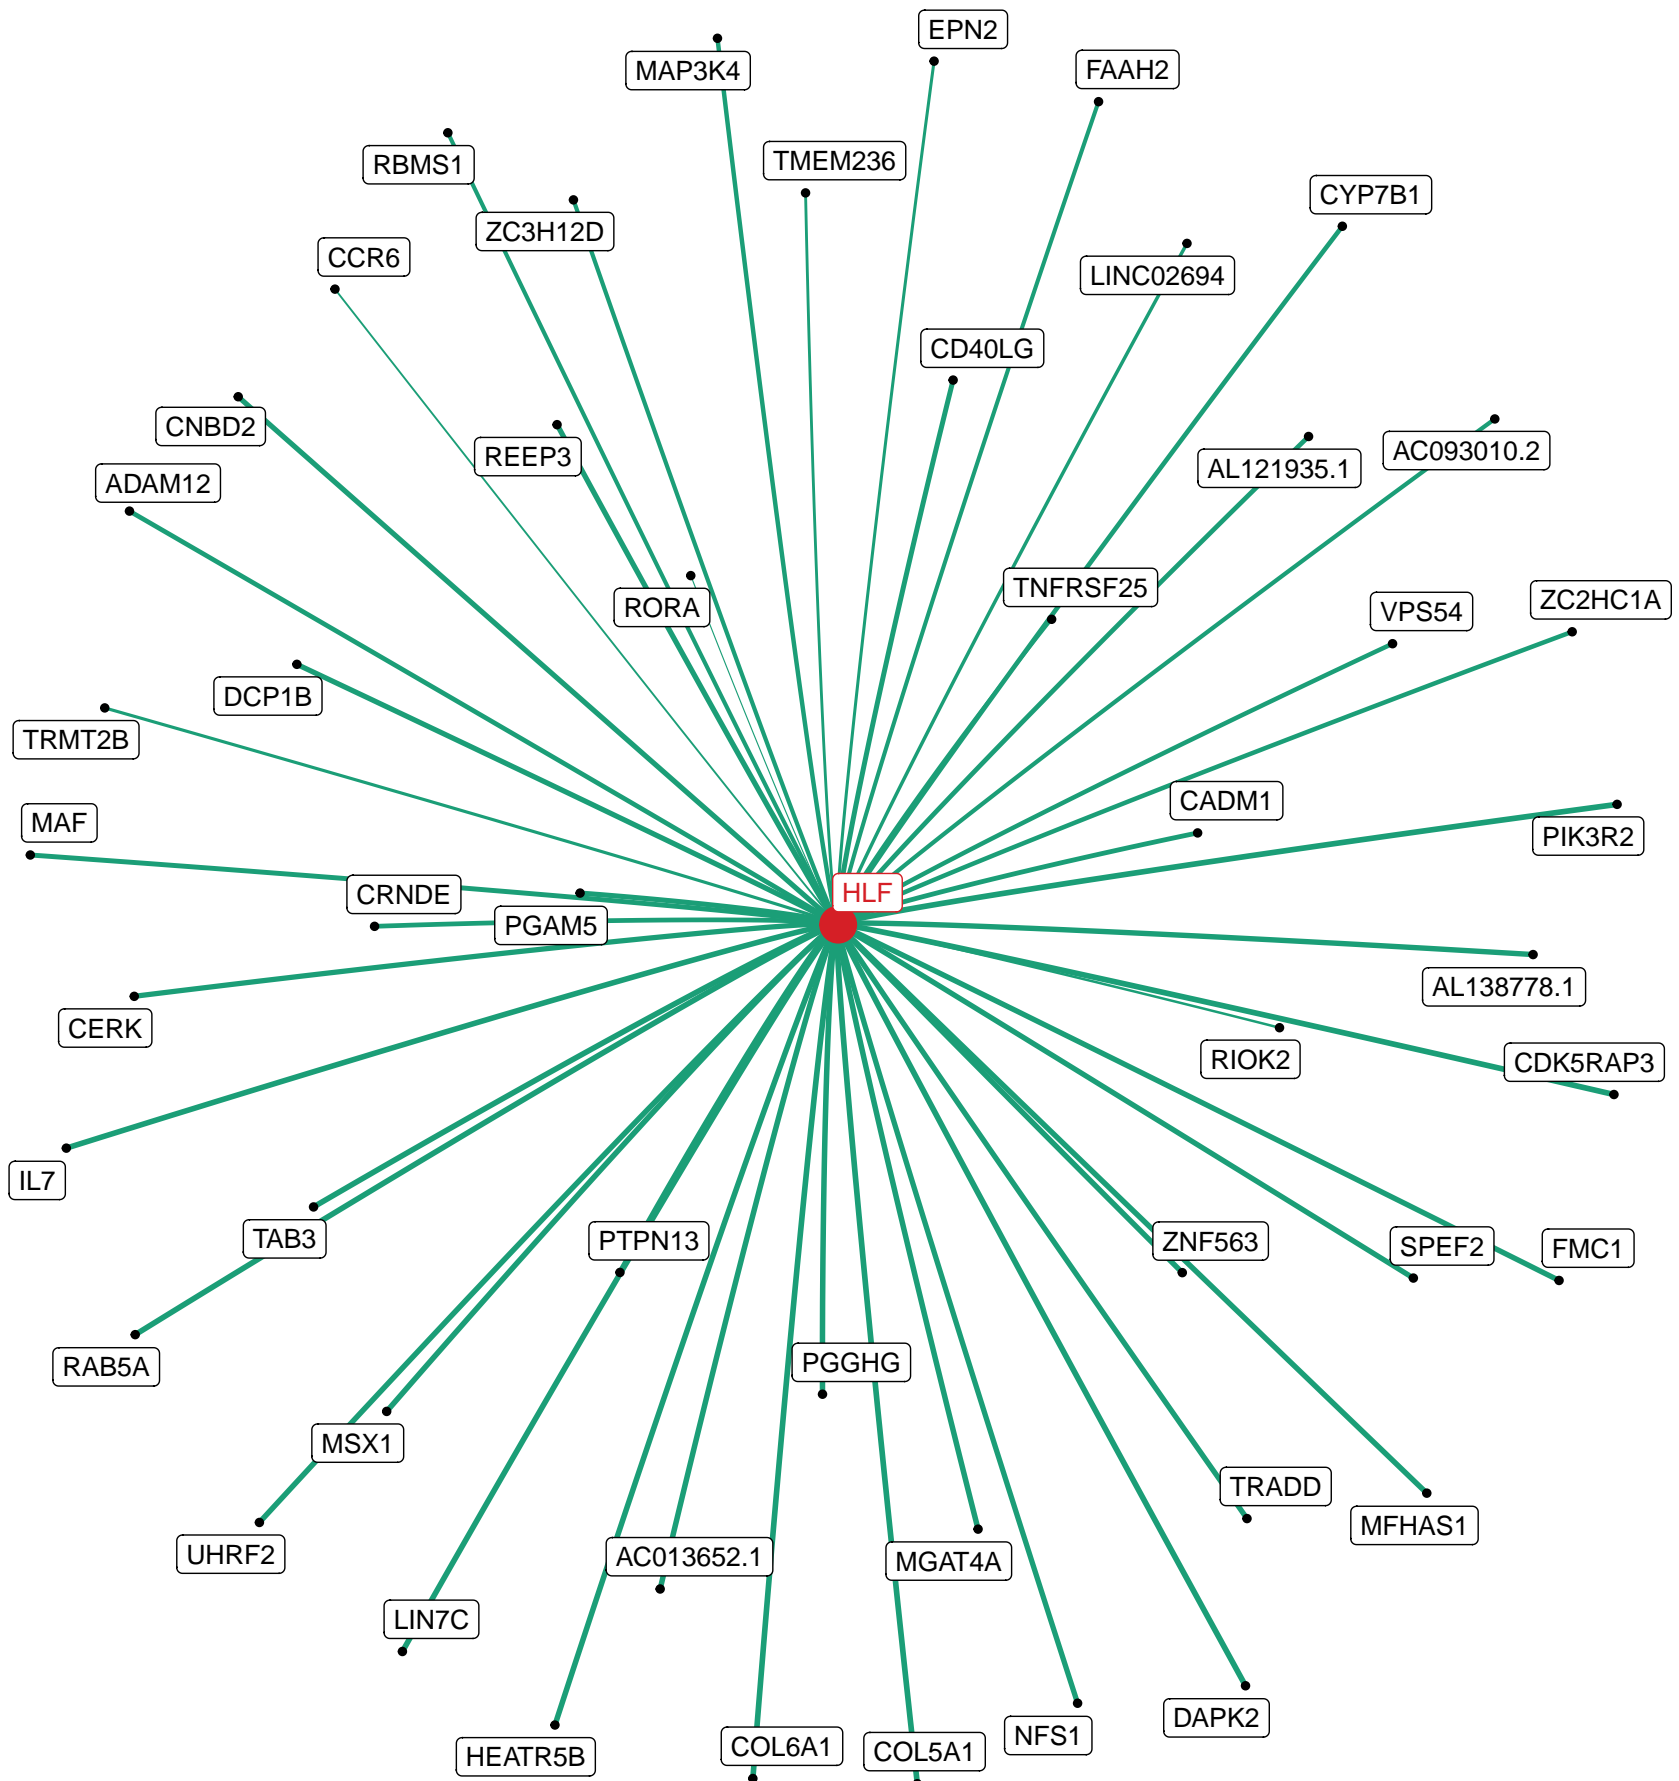 EPN2
MAP3K4
FAAH2
RBMS1
TMEM236
CYP7B1
ZC3H12D
CCR6
LINC02694
CD40LG
CNBD2
REEP3
AC093010.2
AL121935.1
ADAM12
TNFRSF25
RORA
VPS54
ZC2HC1A
DCP1B
TRMT2B
CADM1
MAF
PIK3R2
CRNDE
HLF
PGAM5
AL138778.1
CERK
RIOK2
CDK5RAP3
IL7
TAB3
PTPN13
ZNF563
SPEF2
FMC1
RAB5A
PGGHG
MSX1
TRADD
MFHAS1
UHRF2
AC013652.1
MGAT4A
LIN7C
DAPK2
NFS1
COL6A1
COL5A1
HEATR5B